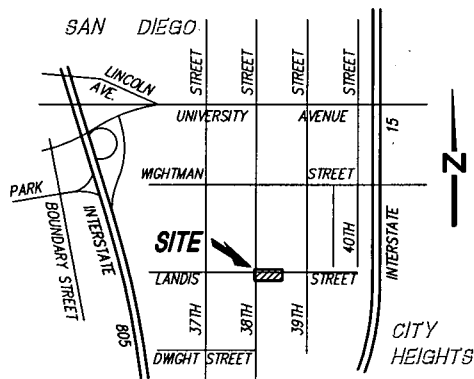 SAN DIEGO
LINCOLN
AVE.
STREET
STREET
STREET
STREET
UNIVERSITY AVENUE
15
WIGHTMAN STREET
PARK
BOUNDARY STREET
INTERSTATE
805
SITE
40TH
INTERSTATE
N
LANDIS STREET
37TH
38TH
39TH
DWIGHT STREET
CITY
HEIGHTS